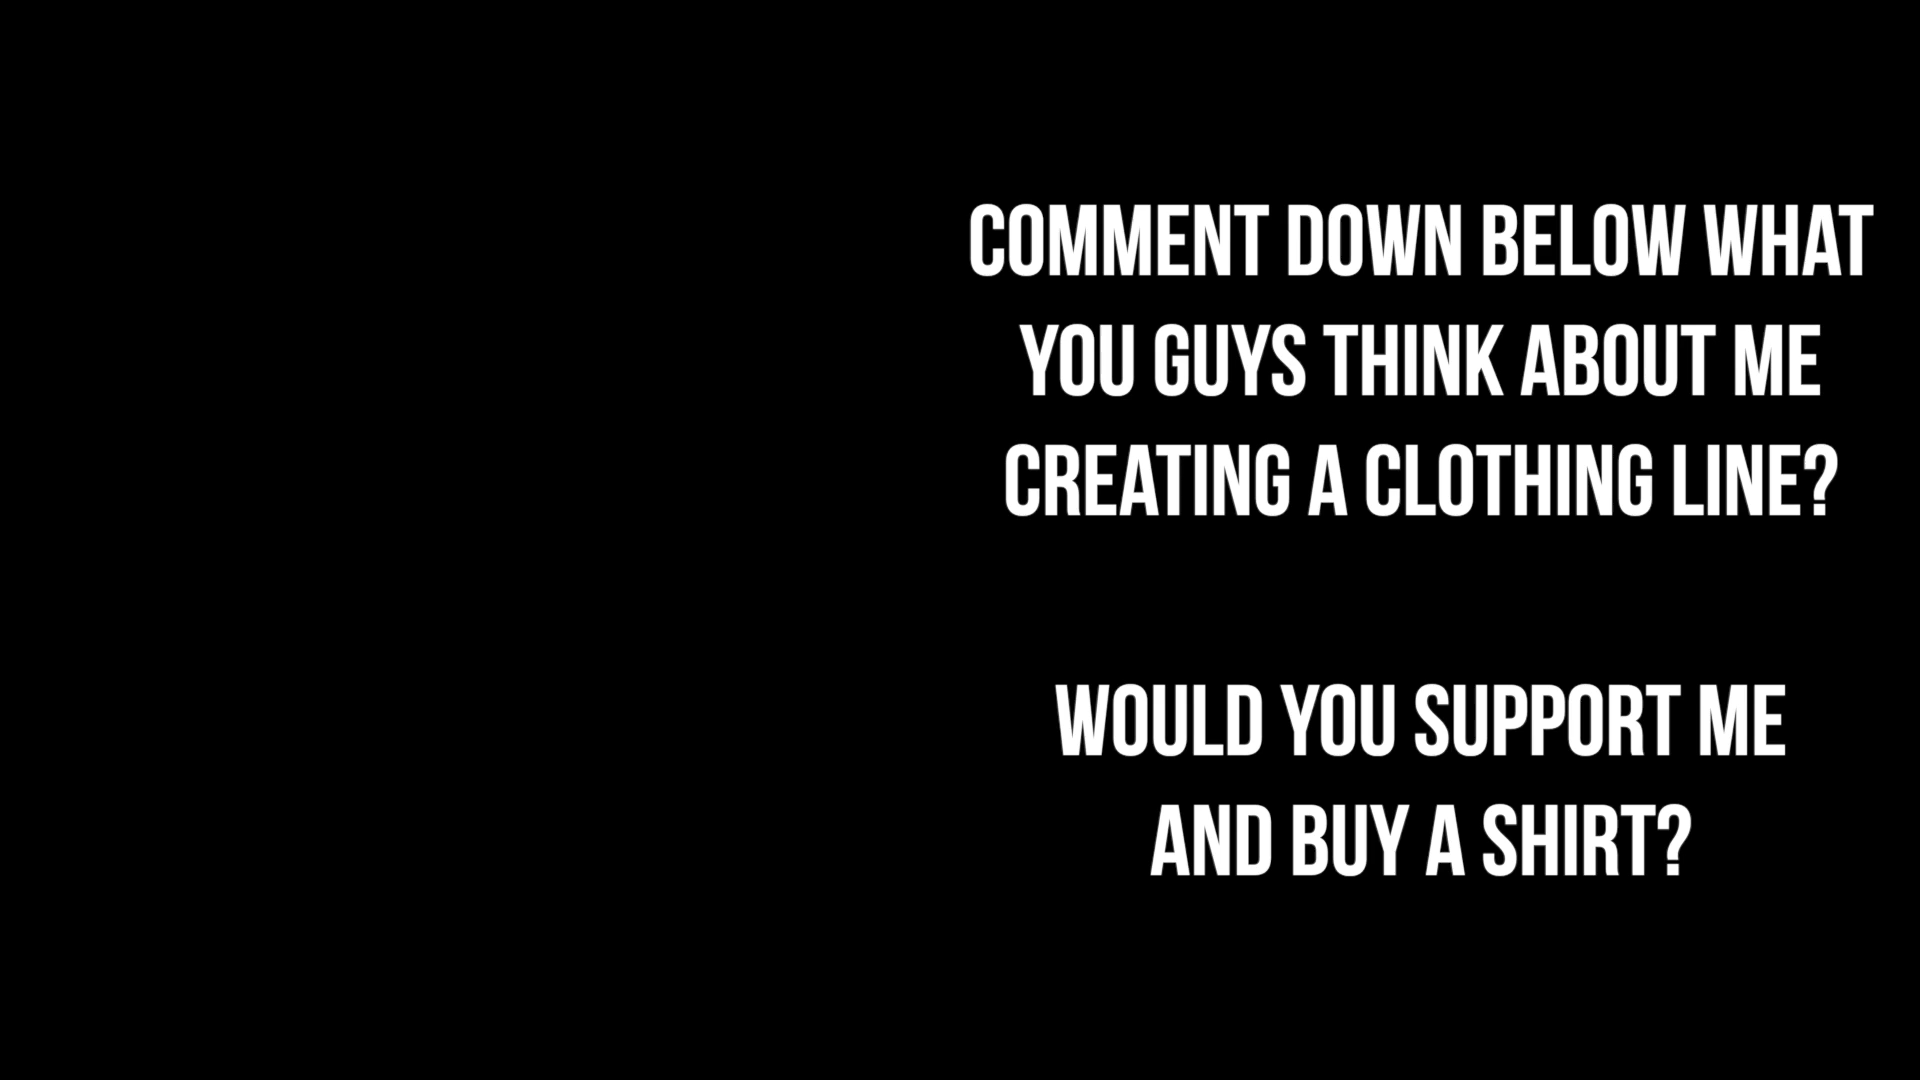 COMMENT DOWN BELOW WHAT
YOU GUYS THINK ABOUT ME
CREATING A CLOTHING LINE?
WOULD YOU SUPPORT ME
AND BUY A SHIRT?